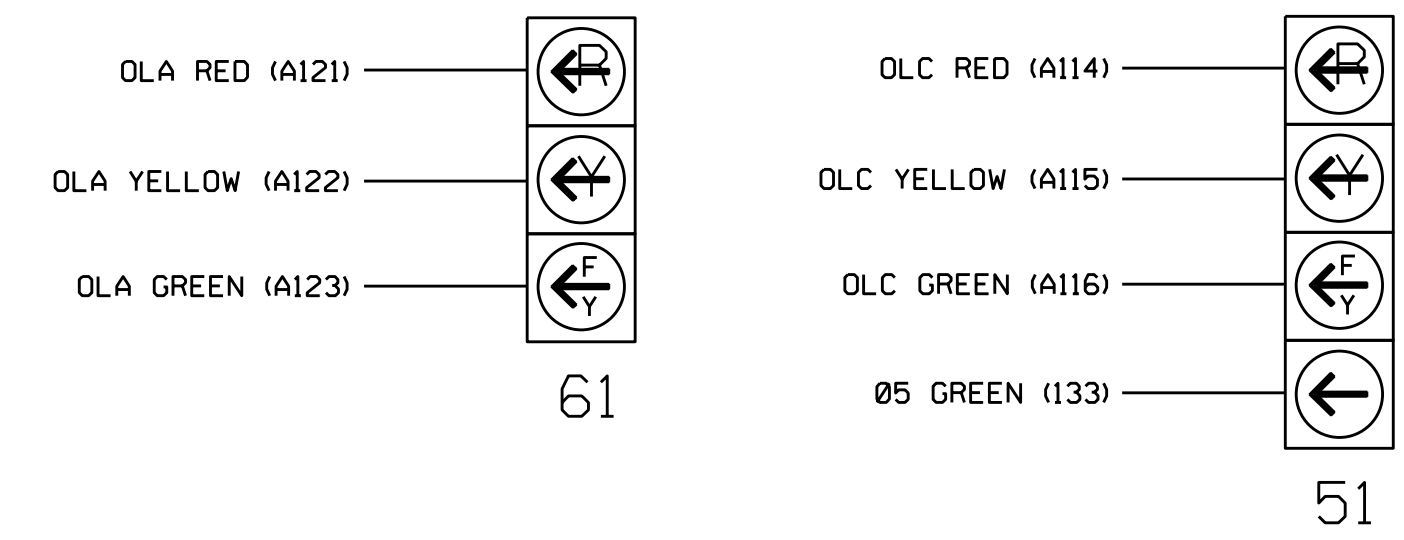 OLA RED (A121)
R
OLA YELLOW (A122)
Y
OLA GREEN (A123)
F
Y
61
OLC RED (A114)
R
OLC YELLOW (A115)
Y
OLC GREEN (A116)
F
Y
Ø5 GREEN (133)
51